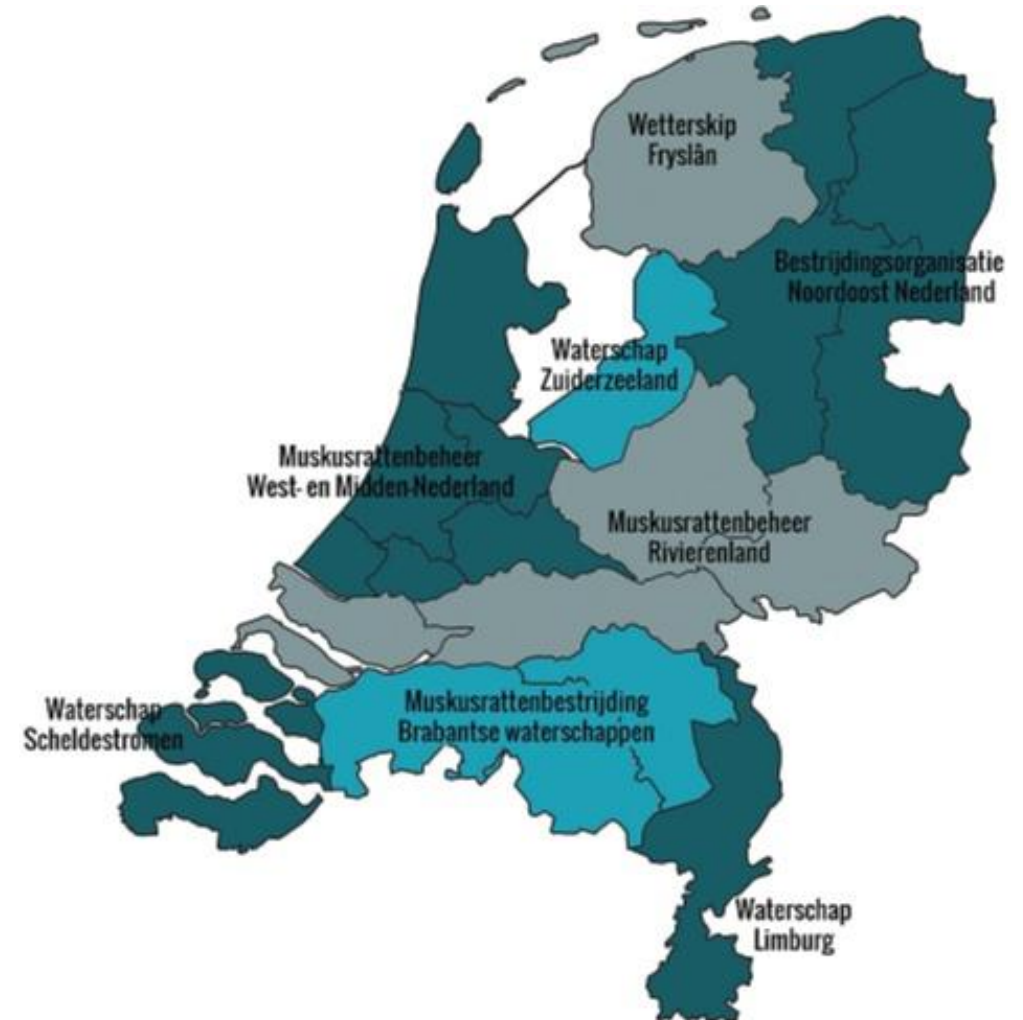 Wetterskip
Fryslân
Bestrijdingsorganisatie
Noordoost Nederland
Waterschap
Zuiderzeeland
Muskusrattenbeheer
West- en Midden-Nederland
Muskusrattenbeheer
Rivierenland
Waterschap
Scheldestromen
Muskusrattenbestrijding
Brabantse waterschappen
Waterschap
Limburg